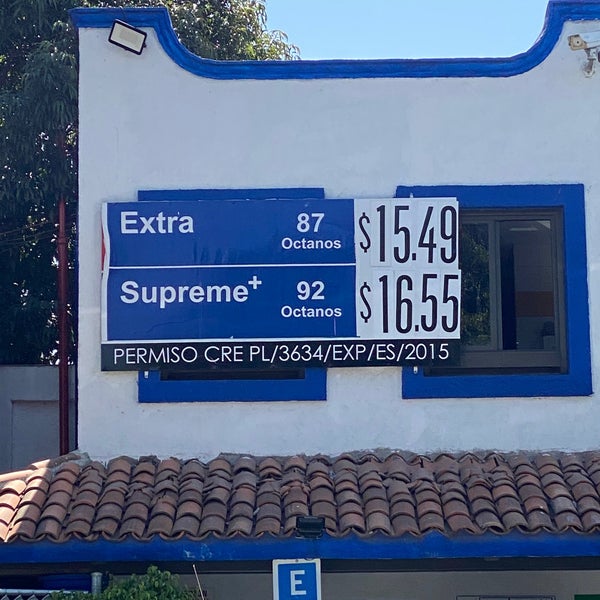 Extra 87 Octanos $15.49
Supreme+ 92 Octanos $16.55
PERMISO CRE PL/3634/EXP/ES/2015
E